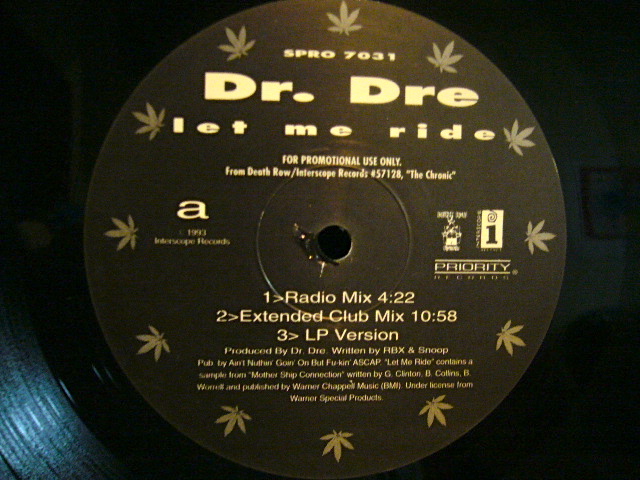 SPRO 7031
Dr. Dre
let me ride
FOR PROMOTIONAL USE ONLY.
From Death Row/Interscope Records #57128, "The Chronic"
a
© 1993
Interscope Records
i
PRIORITY®
RECORDS
1>Radio Mix 4:22
2>Extended Club Mix 10:58
3> LP Version
Produced By Dr. Dre. Written by RBX & Snoop
Pub. by Ain't Nuthin' Goin' On But Fu-kin' ASCAP. "Let Me Ride" contains a
sample from "Mother Ship Connection" written by G. Clinton, B. Collins, B.
Worrell and published by Warner Chappell Music (BMI). Under license from
Warner Special Products.